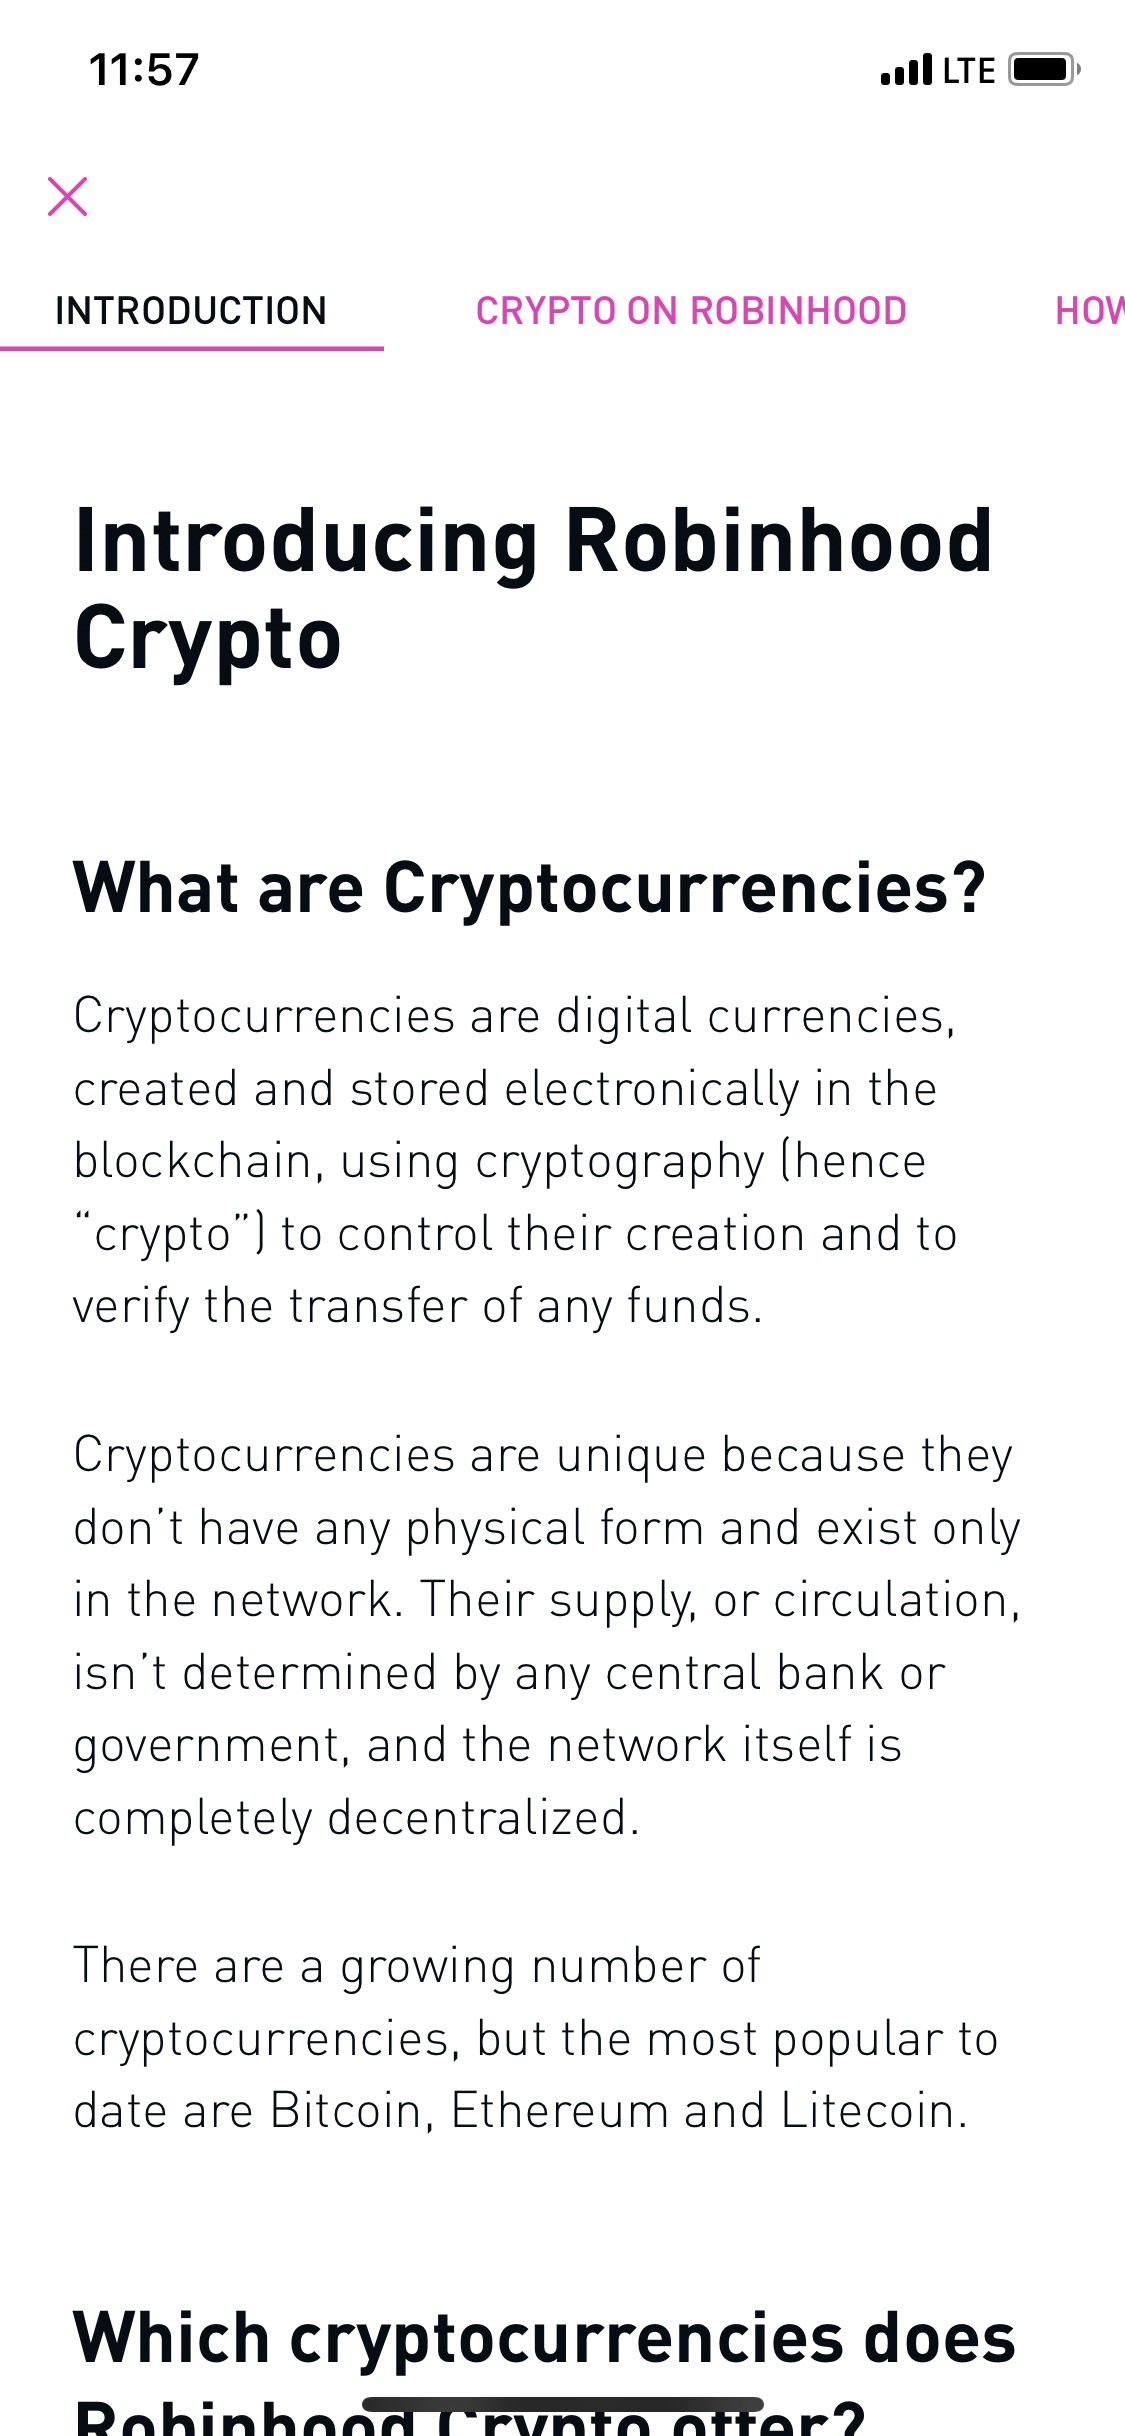 11:57 LTE
INTRODUCTION CRYPTO ON ROBINHOOD HOW
Introducing Robinhood
Crypto
What are Cryptocurrencies?
Cryptocurrencies are digital currencies,
created and stored electronically in the
blockchain, using cryptography (hence
“crypto”) to control their creation and to
verify the transfer of any funds.
Cryptocurrencies are unique because they
don’t have any physical form and exist only
in the network. Their supply, or circulation,
isn’t determined by any central bank or
government, and the network itself is
completely decentralized.
There are a growing number of
cryptocurrencies, but the most popular to
date are Bitcoin, Ethereum and Litecoin.
Which cryptocurrencies does
Robinhood Crypto offer?